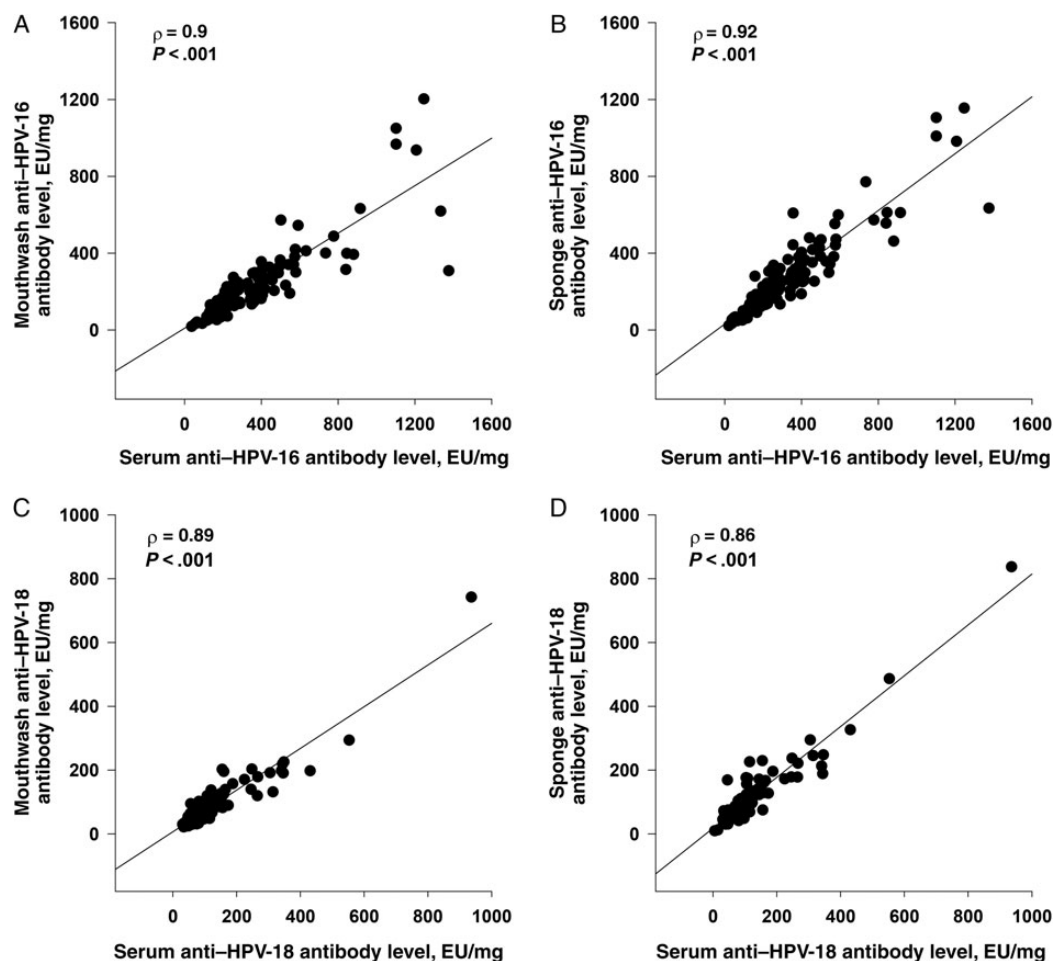 A
ρ = 0.9
P < .001
Mouthwash anti–HPV-16
antibody level, EU/mg
1600
1200
800
400
0
0 400 800 1200 1600
Serum anti–HPV-16 antibody level, EU/mg
B
ρ = 0.92
P < .001
Sponge anti–HPV-16
antibody level, EU/mg
1600
1200
800
400
0
0 400 800 1200 1600
Serum anti–HPV-16 antibody level, EU/mg
C
ρ = 0.89
P < .001
Mouthwash anti–HPV-18
antibody level, EU/mg
1000
800
600
400
200
0
0 200 400 600 800 1000
Serum anti–HPV-18 antibody level, EU/mg
D
ρ = 0.86
P < .001
Sponge anti–HPV-18
antibody level, EU/mg
1000
800
600
400
200
0
0 200 400 600 800 1000
Serum anti–HPV-18 antibody level, EU/mg